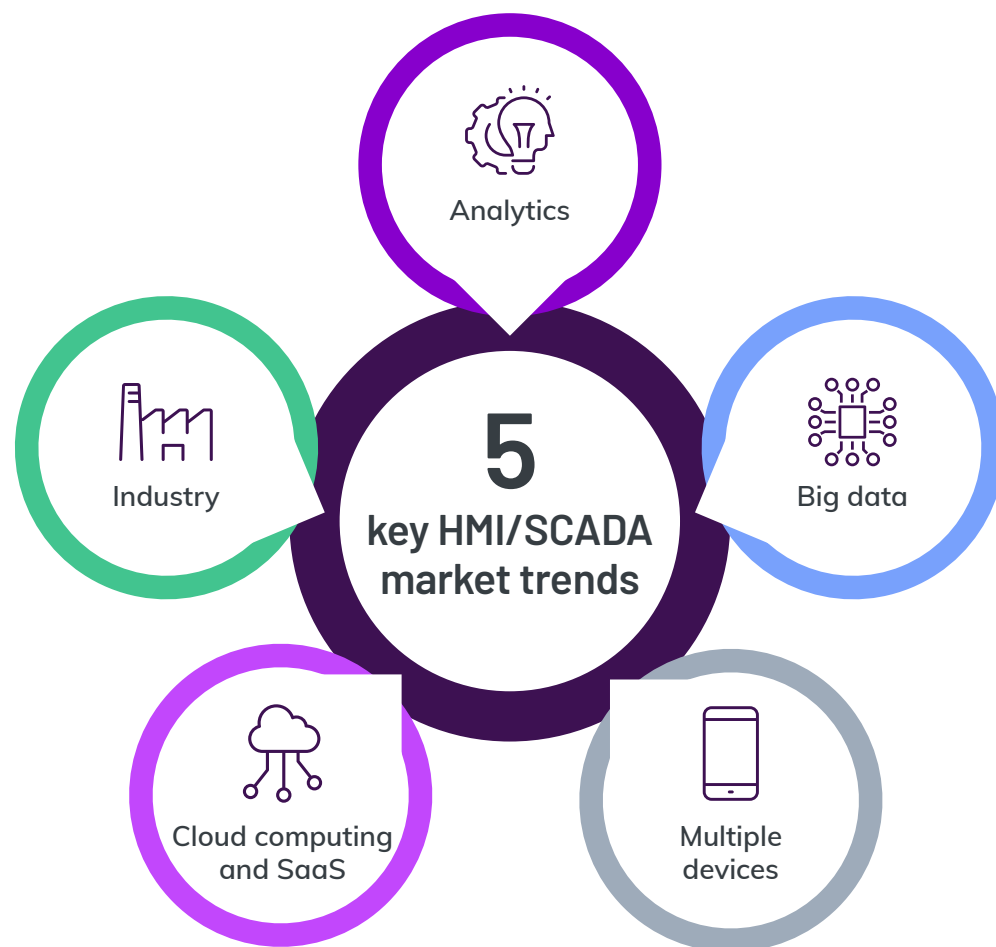 Analytics
Industry
5
key HMI/SCADA
market trends
Big data
Cloud computing
and SaaS
Multiple
devices